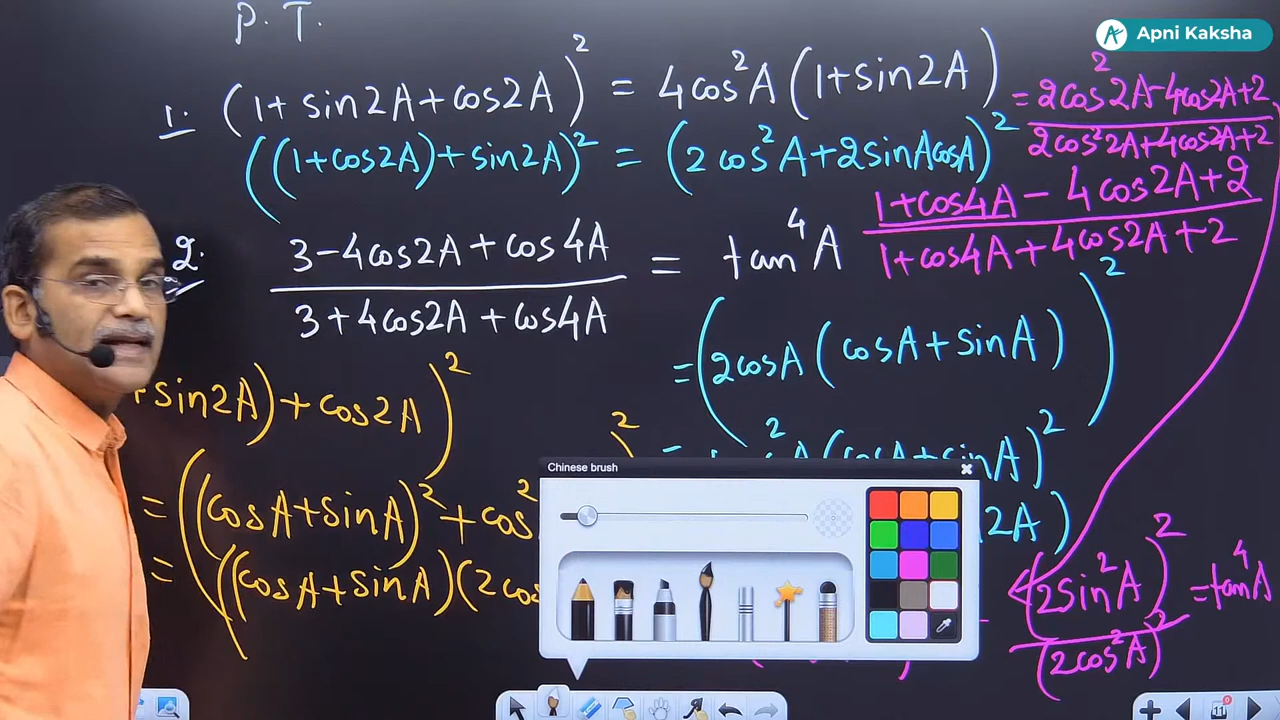 P. T.
Apni Kaksha
1. (1 + sin2A + cos2A)² = 4cos²A (1+sin2A)
((1+cos2A)+sin2A)² = (2cos²A+2sinAcosA)²
= 2cos²2A-4cos2A+2
2cos²2A+4cos2A+2
1+cos4A - 4cos2A+2
1+cos4A+4cos2A+2
2. 3-4cos2A+cos4A
3+4cos2A+cos4A
= tan⁴A
= (2cosA (cosA+sinA))²
+sin2A)+cos2A)²
= ((cosA+sinA)²+cos²
= ((cosA+sinA)(2cos
2A)
(2sin²A)²
(2cos²A)²
= tan⁴A
Chinese brush
11